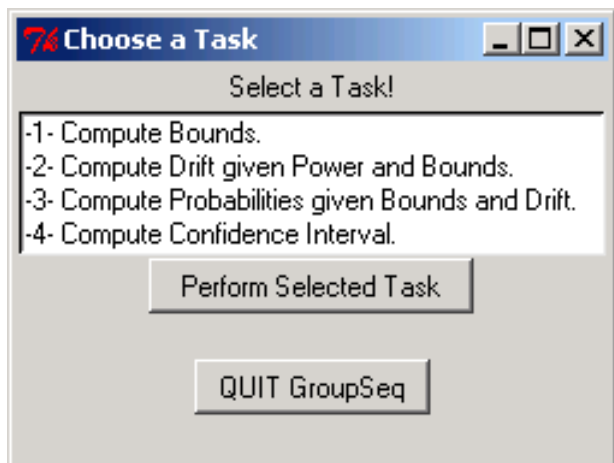 Choose a Task
Select a Task!
-1- Compute Bounds.
-2- Compute Drift given Power and Bounds.
-3- Compute Probabilities given Bounds and Drift.
-4- Compute Confidence Interval.
Perform Selected Task
QUIT GroupSeq